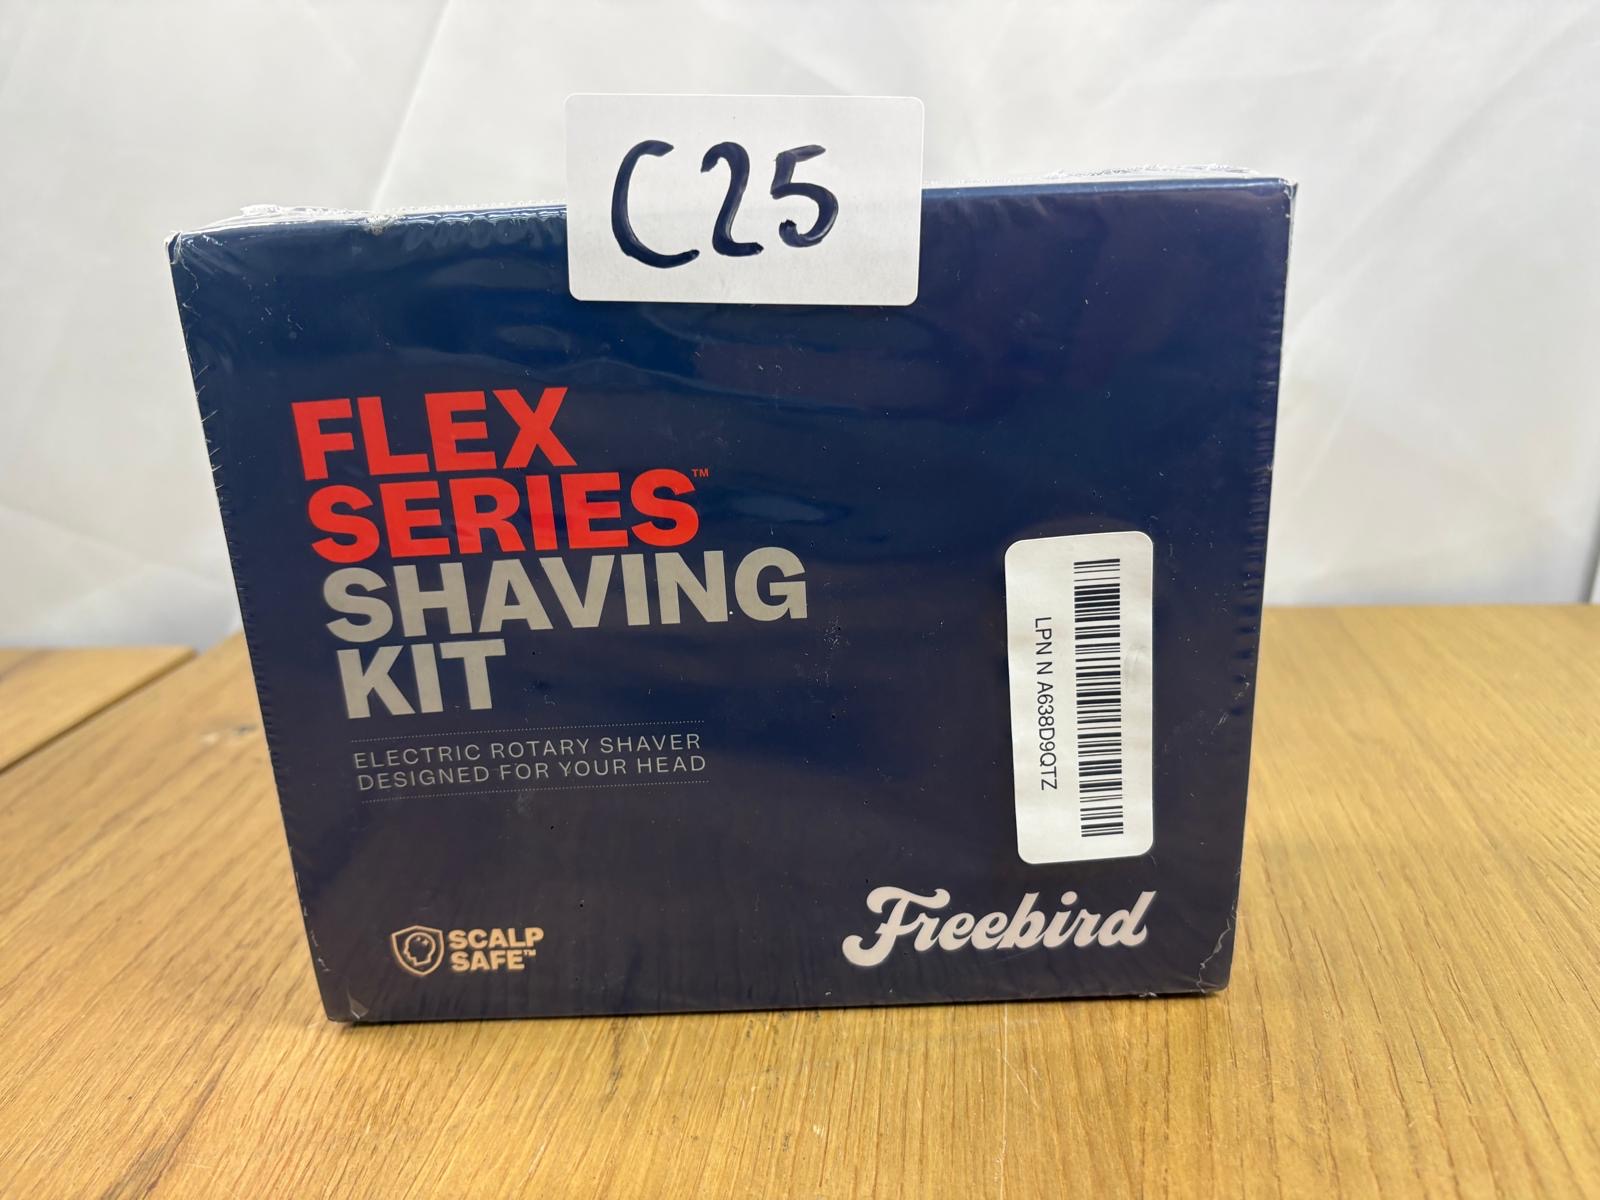 C25
FLEX
SERIES™
SHAVING
KIT
ELECTRIC ROTARY SHAVER
DESIGNED FOR YOUR HEAD
LPN N A638D9QTZ
SCALP
SAFE™
Freebird